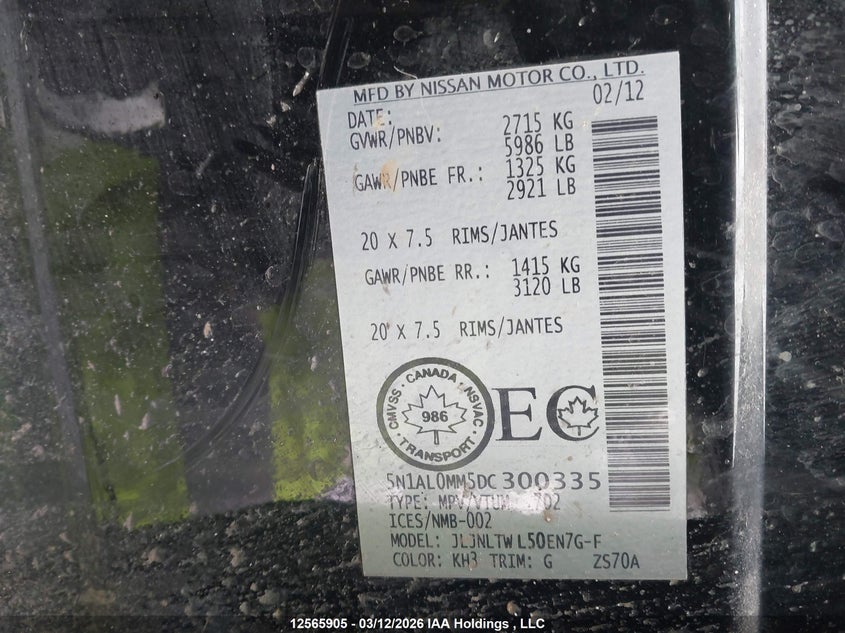 MFD BY NISSAN MOTOR CO., LTD.
DATE: 02/12
GVWR/PNBV: 2715 KG
5986 LB
GAWR/PNBE FR.: 1325 KG
2921 LB
20 X 7.5 RIMS/JANTES
GAWR/PNBE RR.: 1415 KG
3120 LB
20 X 7.5 RIMS/JANTES
CANADA · NSVAC · TRANSPORT · CMVSS
986
EC
5N1AL0MM5DC300335
TYPE: MPV/VTUM 702
ICES/NMB-002
MODEL: JLJNLTWL50EN7G-F
COLOR: KH3 TRIM: G ZS70A
12565905 - 03/12/2026 IAA Holdings , LLC